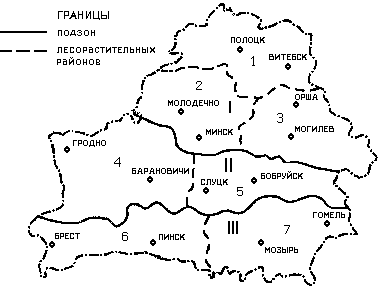 ГРАНИЦЫ
ПОДЗОН
ЛЕСОРАСТИТЕЛЬНЫХ
РАЙОНОВ
ПОЛОЦК
1
ВИТЕБСК
2
I
ОРША
МОЛОДЕЧНО
3
МИНСК
МОГИЛЕВ
ГРОДНО
4
II
БАРАНОВИЧИ
СЛУЦК
БОБРУЙСК
5
ГОМЕЛЬ
III
7
БРЕСТ
6
ПИНСК
МОЗЫРЬ